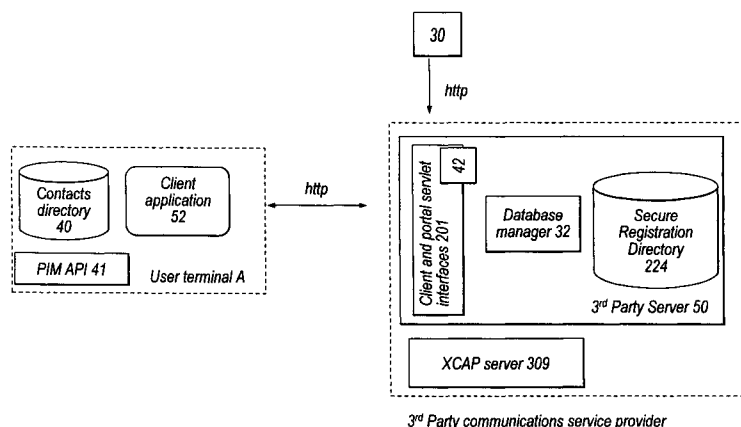 30
http
Contacts
directory
40
Client
application
52
PIM API 41
User terminal A
http
Client and portal servlet
interfaces 201
42
Database
manager 32
Secure
Registration
Directory
224
3rd Party Server 50
XCAP server 309
3rd Party communications service provider